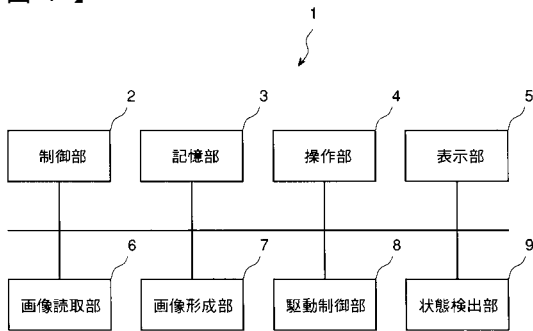 1
2 3 4 5
制御部 記憶部 操作部 表示部
6 7 8 9
画像読取部 画像形成部 駆動制御部 状態検出部